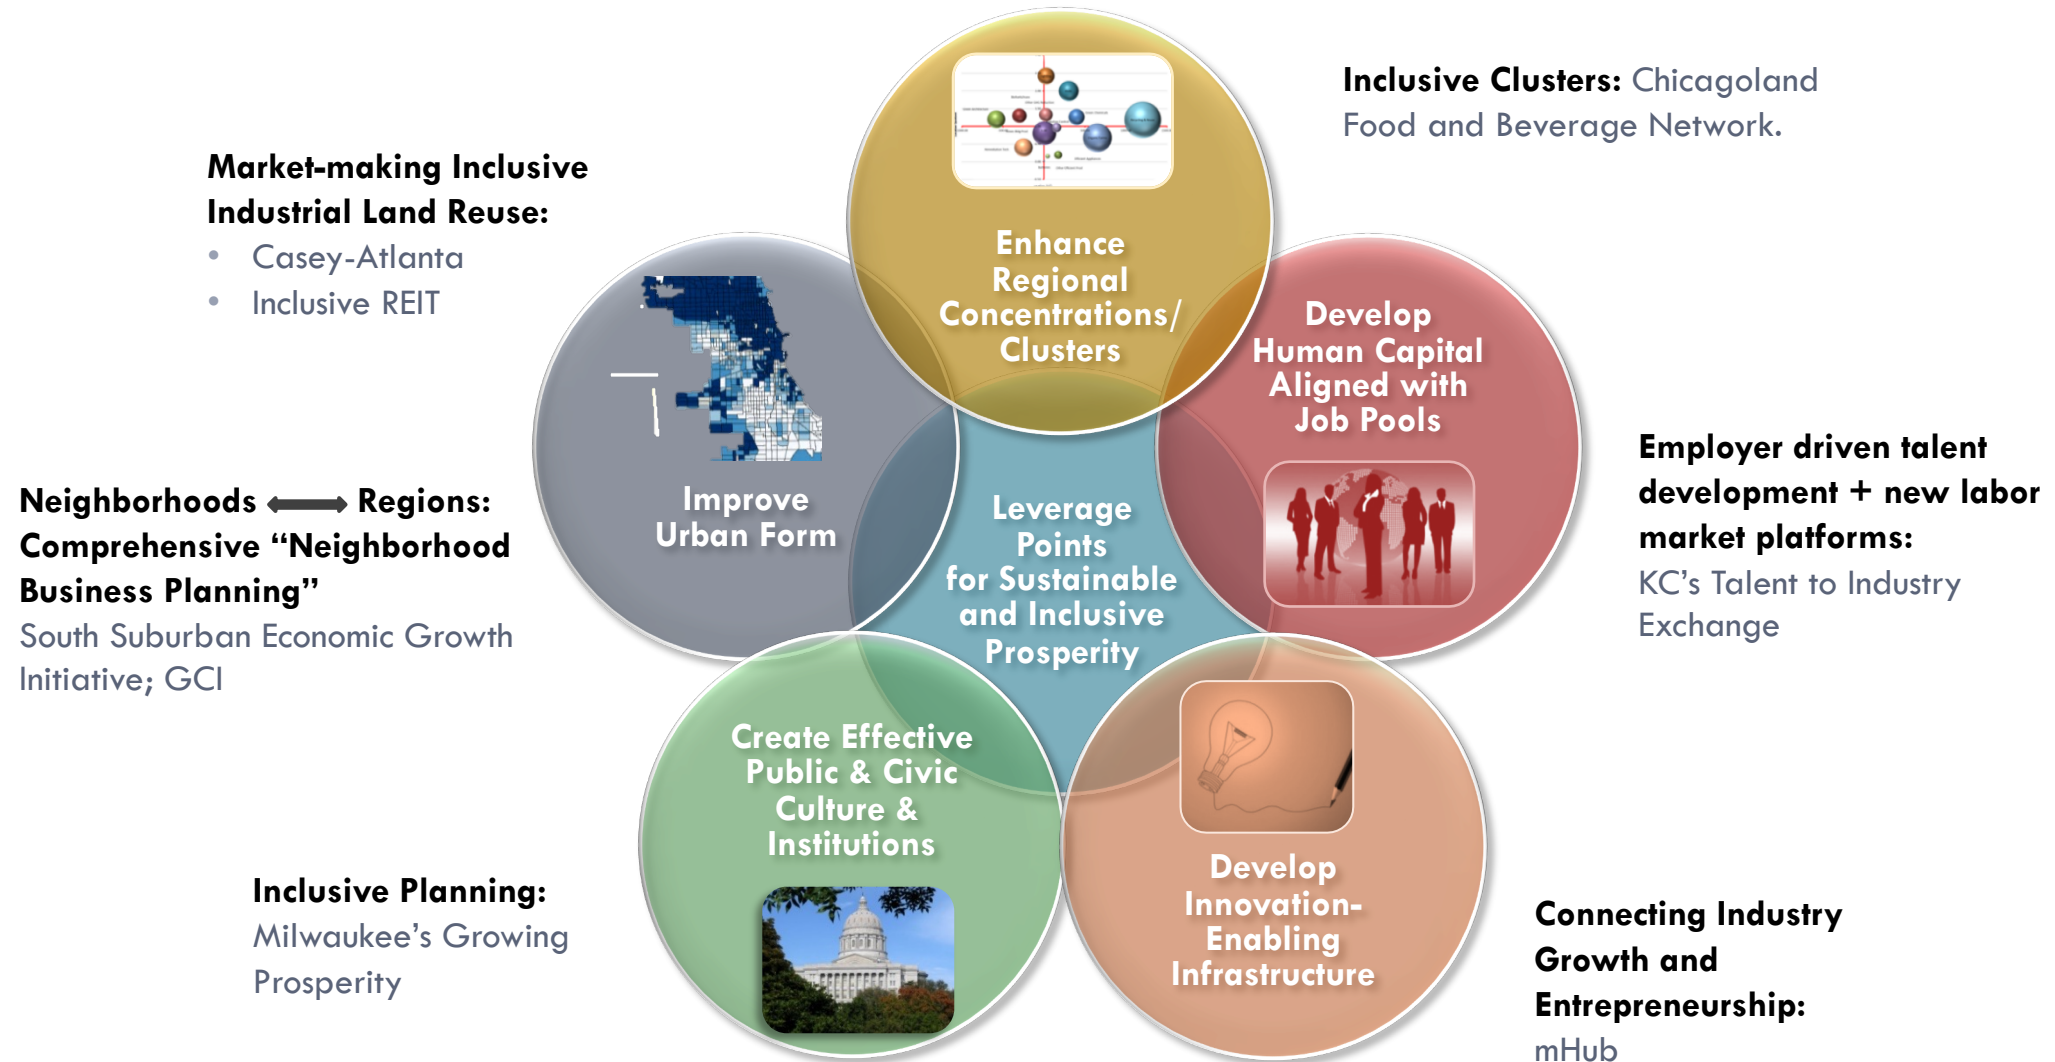 Inclusive Clusters: Chicagoland
Food and Beverage Network.
Market-making Inclusive
Industrial Land Reuse:
• Casey-Atlanta
• Inclusive REIT
Enhance
Regional
Concentrations/
Clusters
Develop
Human Capital
Aligned with
Job Pools
Employer driven talent
development + new labor
market platforms:
KC's Talent to Industry
Exchange
Neighborhoods ⟷ Regions:
Comprehensive “Neighborhood
Business Planning”
South Suburban Economic Growth
Initiative; GCI
Improve
Urban Form
Leverage
Points
for Sustainable
and Inclusive
Prosperity
Create Effective
Public & Civic
Culture &
Institutions
Develop
Innovation-
Enabling
Infrastructure
Inclusive Planning:
Milwaukee's Growing
Prosperity
Connecting Industry
Growth and
Entrepreneurship:
mHub